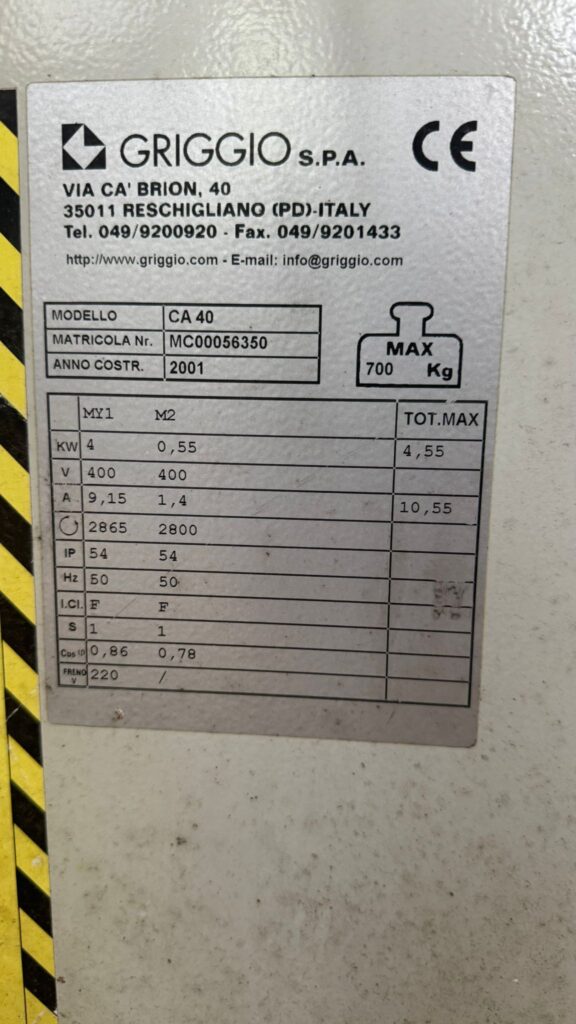 GRIGGIO S.P.A. CE
VIA CA' BRION, 40
35011 RESCHIGLIANO (PD)-ITALY
Tel. 049/9200920 - Fax. 049/9201433
http://www.griggio.com - E-mail: info@griggio.com
MODELLO CA 40
MATRICOLA Nr. MC00056350
ANNO COSTR. 2001
MAX
700 Kg
MY1 M2 TOT.MAX
KW 4 0,55 4,55
V 400 400
A 9,15 1,4 10,55
2865 2800
IP 54 54
Hz 50 50
I.Cl. F F
S 1 1
Cos φ 0,86 0,78
FRENO V 220 /